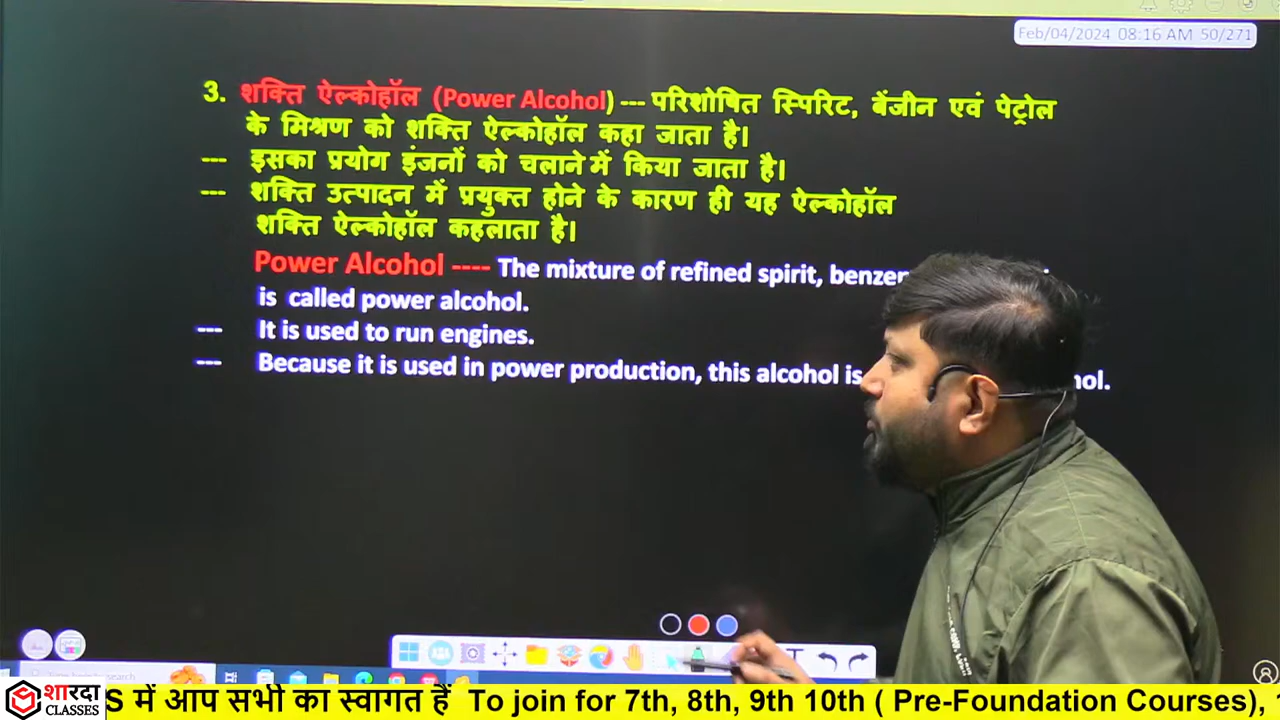 Feb/04/2024 08:16 AM 50/271
3. शक्ति ऐल्कोहॉल (Power Alcohol) --- परिशोषित स्पिरिट, बेंजीन एवं पेट्रोल
के मिश्रण को शक्ति ऐल्कोहॉल कहा जाता है।
--- इसका प्रयोग इंजनों को चलाने में किया जाता है।
--- शक्ति उत्पादन में प्रयुक्त होने के कारण ही यह ऐल्कोहॉल
शक्ति ऐल्कोहॉल कहलाता है।
Power Alcohol ---- The mixture of refined spirit,
is called power alcohol.
--- It is used to run engines.
--- Because it is used in power production, this alcohol is
शारदा
CLASSES
S में आप सभी का स्वागत हैं To join for 7th, 8th, 9th 10th ( Pre-Foundation Courses),